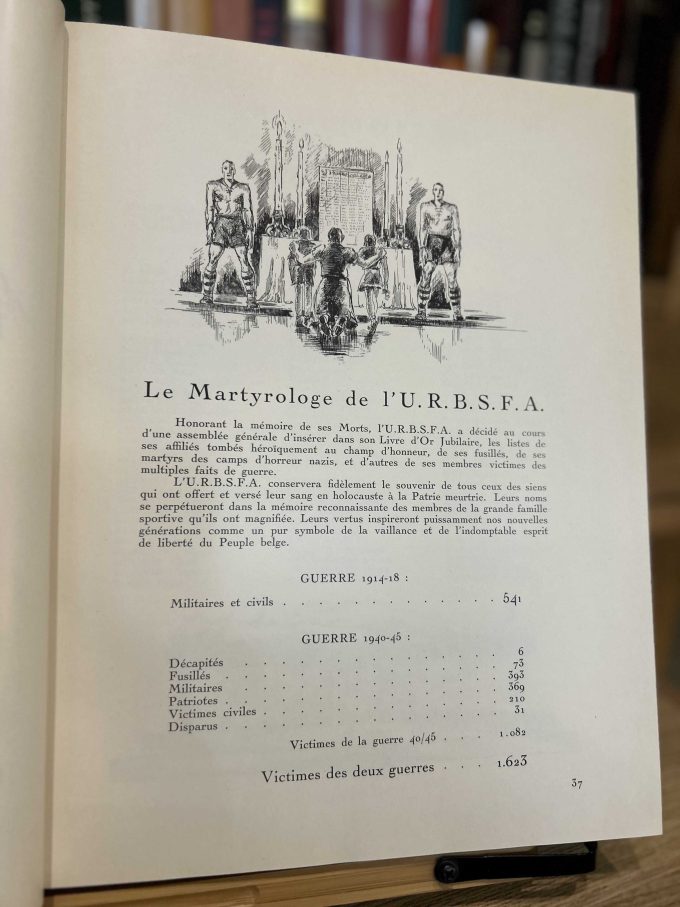 Le Martyrologe de l'U.R.B.S.F.A.
Honorant la mémoire de ses Morts, l'U.R.B.S.F.A. a décidé au cours
d'une assemblée générale d'insérer dans son Livre d'Or Jubilaire, les listes de
ses affiliés tombés héroïquement au champ d'honneur, de ses fusillés, de ses
martyrs des camps d'horreur nazis, et d'autres de ses membres victimes des
multiples faits de guerre.
L'U.R.B.S.F.A. conservera fidèlement le souvenir de tous ceux des siens
qui ont offert et versé leur sang en holocauste à la Patrie meurtrie. Leurs noms
se perpétueront dans la mémoire reconnaissante des membres de la grande famille
sportive qu'ils ont magnifiée. Leurs vertus inspireront puissamment nos nouvelles
générations comme un pur symbole de la vaillance et de l'indomptable esprit
de liberté du Peuple belge.
GUERRE 1914-18 :
Militaires et civils . . . . . . . . . . . . 541
GUERRE 1940-45 :
Décapités . . . . . . . . . . . . 6
Fusillés . . . . . . . . . . . . 73
Militaires . . . . . . . . . . . . 393
Patriotes . . . . . . . . . . . . 369
Victimes civiles . . . . . . . . . . . 210
Disparus . . . . . . . . . . . . 31
Victimes de la guerre 40/45 . . . 1.082
Victimes des deux guerres . . . 1.623
37